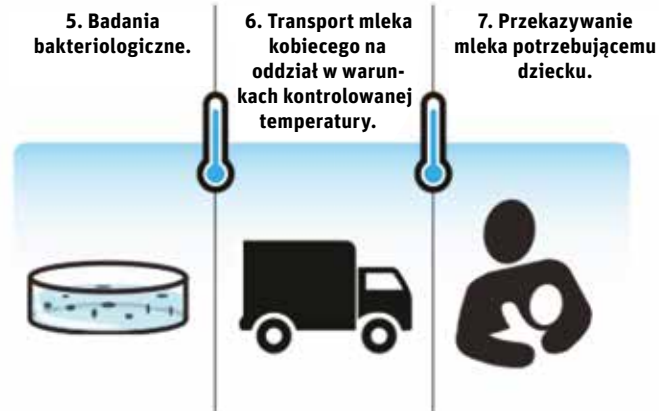 5. Badania
bakteriologiczne.
6. Transport mleka
kobiecego na
oddział w warun-
kach kontrolowanej
temperatury.
7. Przekazywanie
mleka potrzebującemu
dziecku.